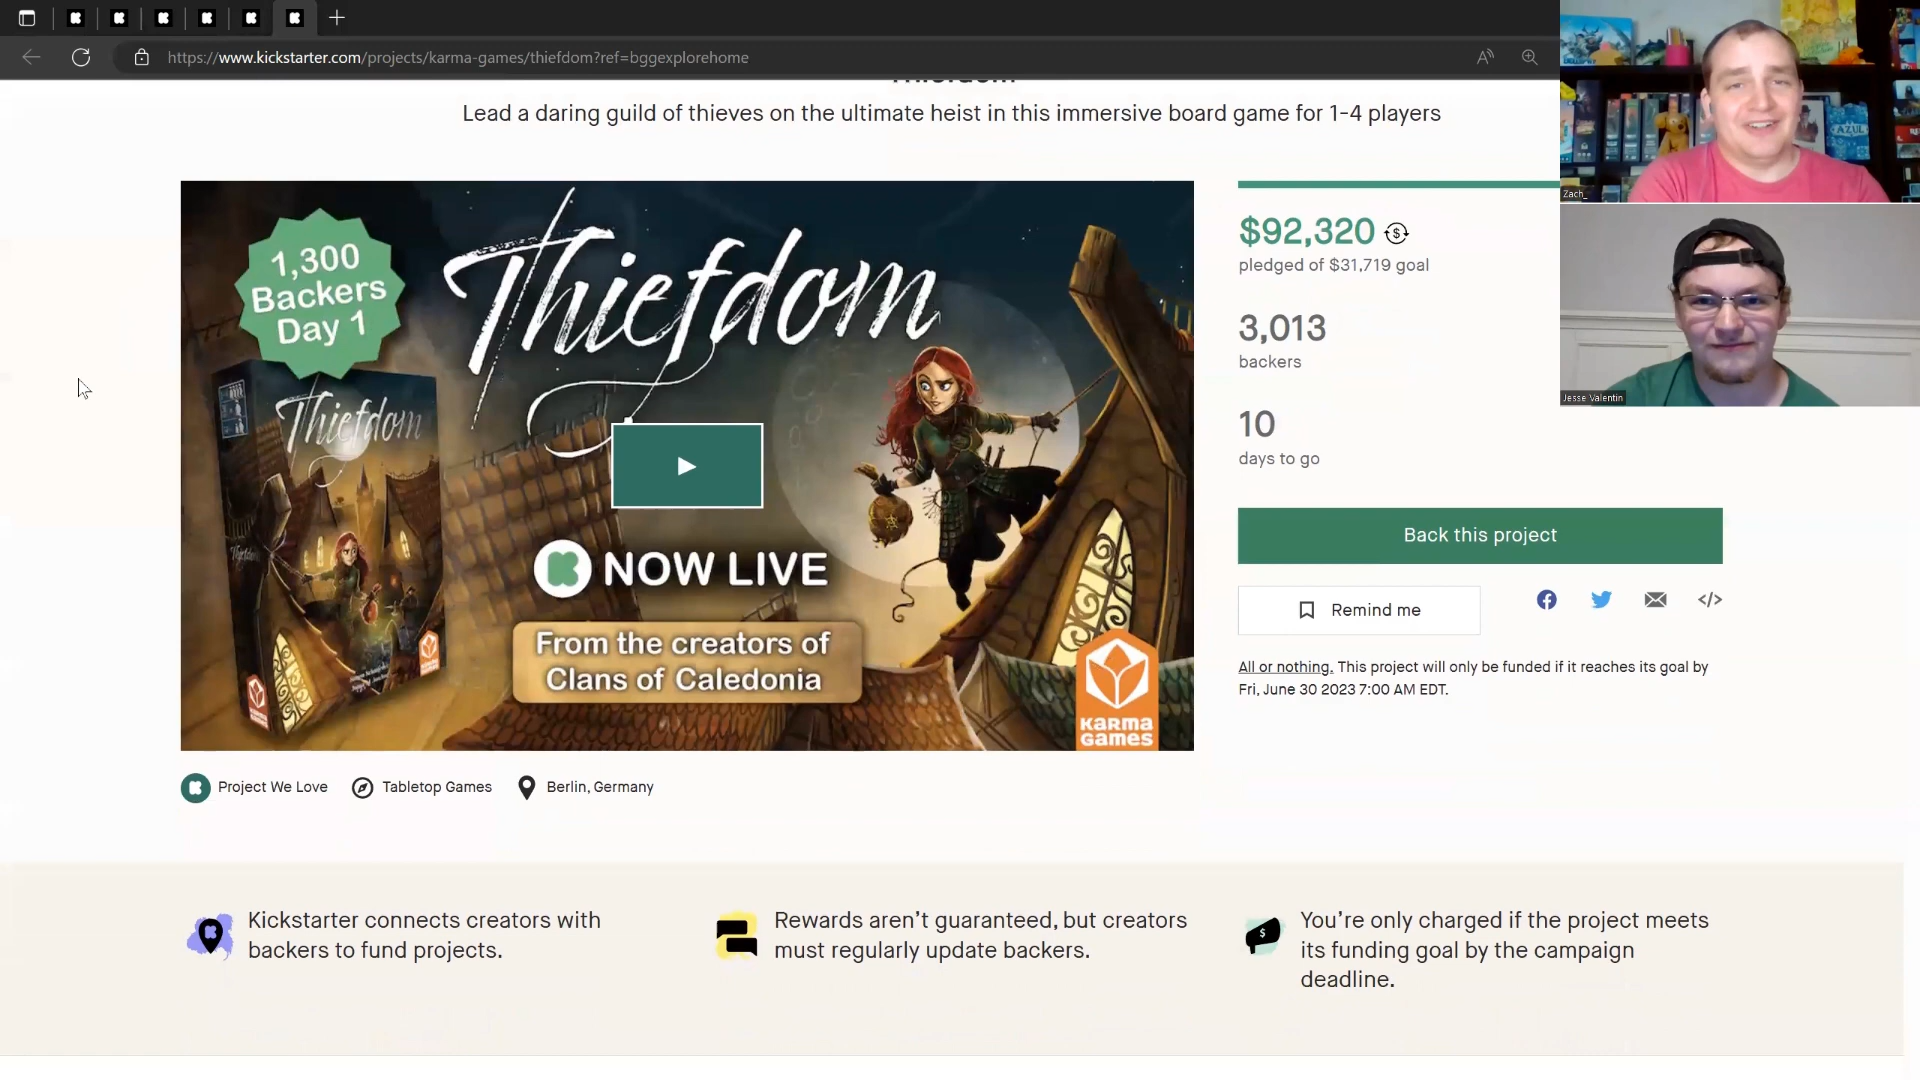 https://www.kickstarter.com/projects/karma-games/thiefdom?ref=bggexplorehome
Thiefdom
Lead a daring guild of thieves on the ultimate heist in this immersive board game for 1-4 players
1,300
Backers
Day 1
Thiefdom
Thiefdom
NOW LIVE
From the creators of
Clans of Caledonia
KARMA
GAMES
$92,320
pledged of $31,719 goal
3,013
backers
10
days to go
Back this project
Remind me
All or nothing. This project will only be funded if it reaches its goal by
Fri, June 30 2023 7:00 AM EDT.
Zach_
AZUL
Jesse Valentin
Project We Love
Tabletop Games
Berlin, Germany
Kickstarter connects creators with
backers to fund projects.
Rewards aren't guaranteed, but creators
must regularly update backers.
You're only charged if the project meets
its funding goal by the campaign
deadline.